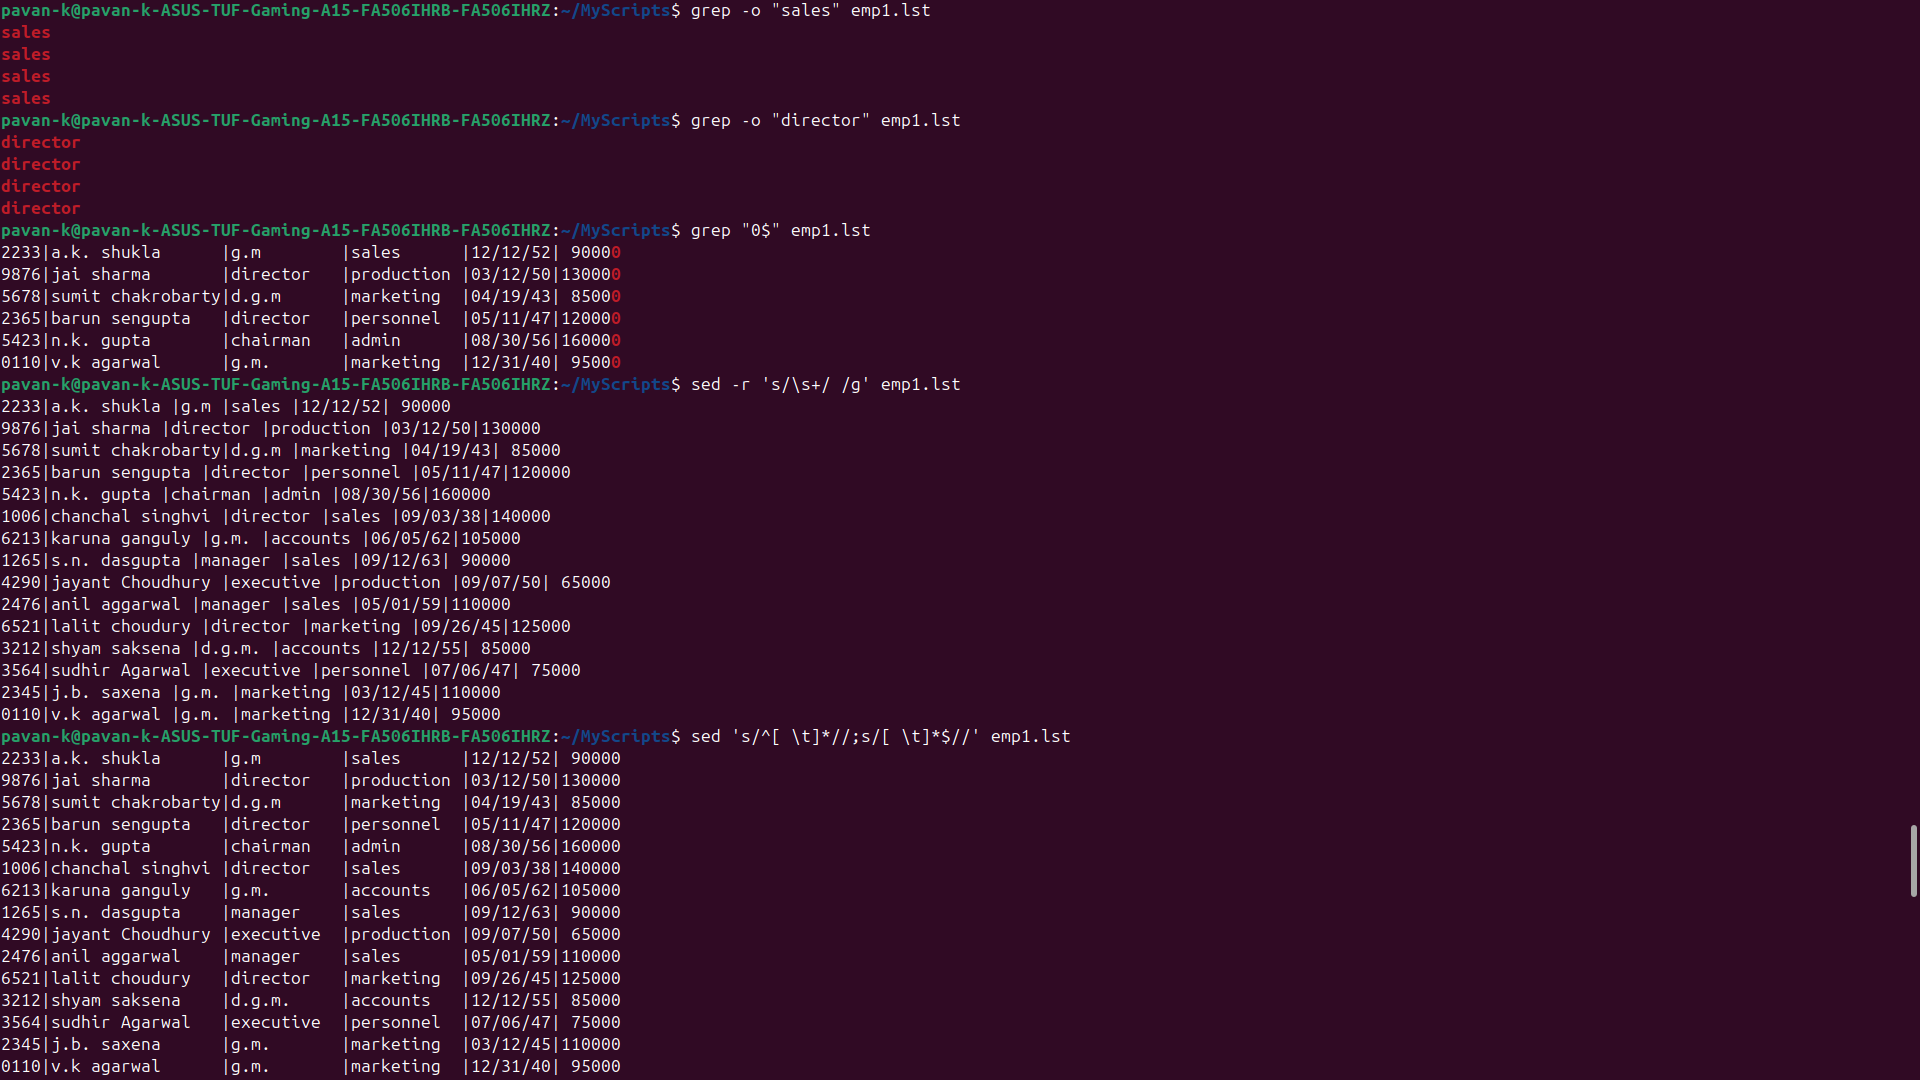 pavan-k@pavan-k-ASUS-TUF-Gaming-A15-FA506IHRB-FA506IHRZ:~/MyScripts$ grep -o "sales" emp1.lst
sales
sales
sales
sales
pavan-k@pavan-k-ASUS-TUF-Gaming-A15-FA506IHRB-FA506IHRZ:~/MyScripts$ grep -o "director" emp1.lst
director
director
director
director
pavan-k@pavan-k-ASUS-TUF-Gaming-A15-FA506IHRB-FA506IHRZ:~/MyScripts$ grep "0$" emp1.lst
2233|a.k. shukla      |g.m        |sales      |12/12/52| 90000
9876|jai sharma       |director   |production |03/12/50|130000
5678|sumit chakrobarty|d.g.m      |marketing  |04/19/43| 85000
2365|barun sengupta   |director   |personnel  |05/11/47|120000
5423|n.k. gupta       |chairman   |admin      |08/30/56|160000
0110|v.k agarwal      |g.m.       |marketing  |12/31/40| 95000
pavan-k@pavan-k-ASUS-TUF-Gaming-A15-FA506IHRB-FA506IHRZ:~/MyScripts$ sed -r 's/\s+/ /g' emp1.lst
2233|a.k. shukla |g.m |sales |12/12/52| 90000
9876|jai sharma |director |production |03/12/50|130000
5678|sumit chakrobarty|d.g.m |marketing |04/19/43| 85000
2365|barun sengupta |director |personnel |05/11/47|120000
5423|n.k. gupta |chairman |admin |08/30/56|160000
1006|chanchal singhvi |director |sales |09/03/38|140000
6213|karuna ganguly |g.m. |accounts |06/05/62|105000
1265|s.n. dasgupta |manager |sales |09/12/63| 90000
4290|jayant Choudhury |executive |production |09/07/50| 65000
2476|anil aggarwal |manager |sales |05/01/59|110000
6521|lalit choudury |director |marketing |09/26/45|125000
3212|shyam saksena |d.g.m. |accounts |12/12/55| 85000
3564|sudhir Agarwal |executive |personnel |07/06/47| 75000
2345|j.b. saxena |g.m. |marketing |03/12/45|110000
0110|v.k agarwal |g.m. |marketing |12/31/40| 95000
pavan-k@pavan-k-ASUS-TUF-Gaming-A15-FA506IHRB-FA506IHRZ:~/MyScripts$ sed 's/^[ \t]*//;s/[ \t]*$//' emp1.lst
2233|a.k. shukla      |g.m        |sales      |12/12/52| 90000
9876|jai sharma       |director   |production |03/12/50|130000
5678|sumit chakrobarty|d.g.m      |marketing  |04/19/43| 85000
2365|barun sengupta   |director   |personnel  |05/11/47|120000
5423|n.k. gupta       |chairman   |admin      |08/30/56|160000
1006|chanchal singhvi |director   |sales      |09/03/38|140000
6213|karuna ganguly   |g.m.       |accounts   |06/05/62|105000
1265|s.n. dasgupta    |manager    |sales      |09/12/63| 90000
4290|jayant Choudhury |executive  |production |09/07/50| 65000
2476|anil aggarwal    |manager    |sales      |05/01/59|110000
6521|lalit choudury   |director   |marketing  |09/26/45|125000
3212|shyam saksena    |d.g.m.     |accounts   |12/12/55| 85000
3564|sudhir Agarwal   |executive  |personnel  |07/06/47| 75000
2345|j.b. saxena      |g.m.       |marketing  |03/12/45|110000
0110|v.k agarwal      |g.m.       |marketing  |12/31/40| 95000